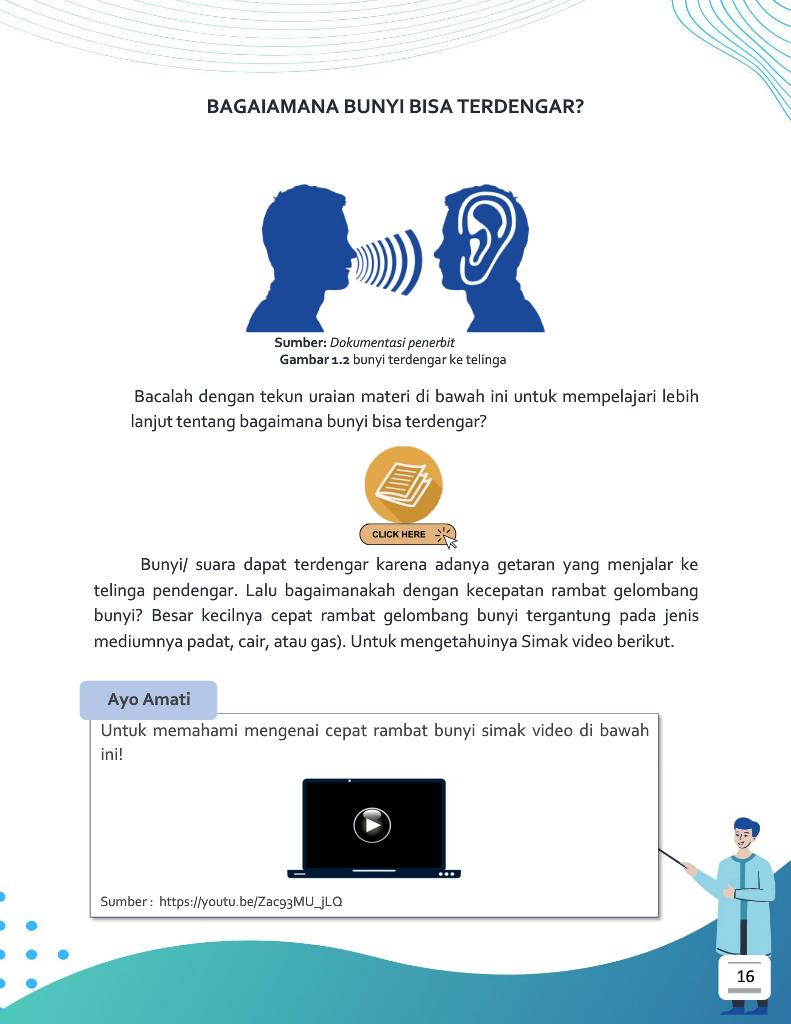 BAGAIAMANA BUNYI BISA TERDENGAR?
Sumber: Dokumentasi penerbit
Gambar 1.2 bunyi terdengar ke telinga
Bacalah dengan tekun uraian materi di bawah ini untuk mempelajari lebih
lanjut tentang bagaimana bunyi bisa terdengar?
CLICK HERE
Bunyi/ suara dapat terdengar karena adanya getaran yang menjalar ke
telinga pendengar. Lalu bagaimanakah dengan kecepatan rambat gelombang
bunyi? Besar kecilnya cepat rambat gelombang bunyi tergantung pada jenis
mediumnya padat, cair, atau gas). Untuk mengetahuinya Simak video berikut.
Ayo Amati
Untuk memahami mengenai cepat rambat bunyi simak video di bawah
ini!
Sumber : https://youtu.be/Zac93MU_jLQ
16